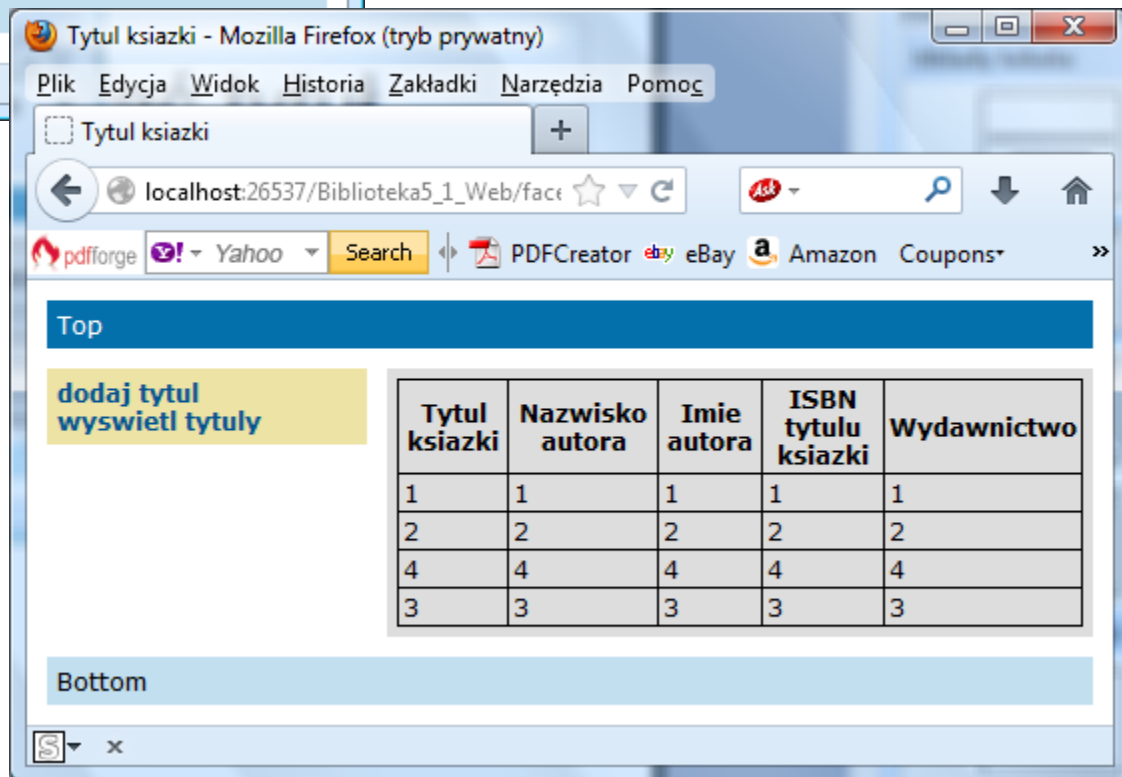 Tytul ksiazki - Mozilla Firefox (tryb prywatny)
Plik Edycja Widok Historia Zakładki Narzędzia Pomoc
Tytul ksiazki
localhost:26537/Biblioteka5_1_Web/face Ask
pdfforge Y! Yahoo Search PDFCreator ebay eBay a Amazon Coupons »
Top
dodaj tytul
wyswietl tytuly
Tytul ksiazki Nazwisko autora Imie autora ISBN tytulu ksiazki Wydawnictwo
1 1 1 1 1
2 2 2 2 2
4 4 4 4 4
3 3 3 3 3
Bottom
S x